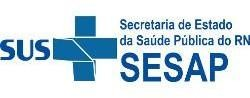 SUS
Secretaria de Estado
da Saúde Pública do RN
SESAP